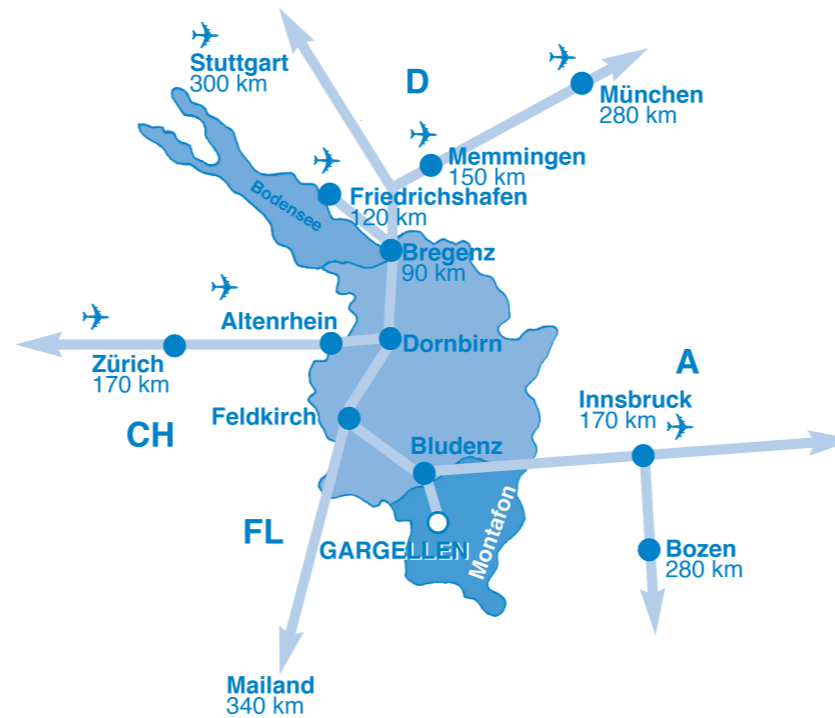 Stuttgart
300 km
D
München
280 km
Memmingen
150 km
Friedrichshafen
120 km
Bodensee
Bregenz
90 km
Altenrhein
Dornbirn
Zürich
170 km
A
Innsbruck
170 km
CH
Feldkirch
Bludenz
FL
GARGELLEN
Montafon
Bozen
280 km
Mailand
340 km